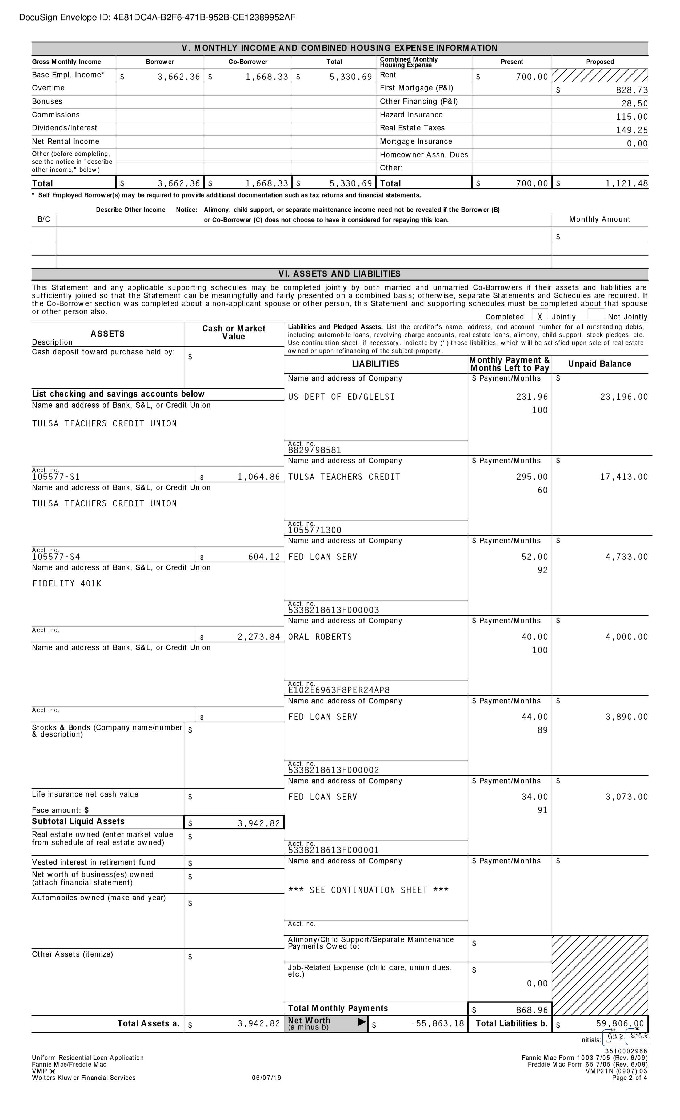 DocuSign Envelope ID: 4E81DC4A-B2F6-471B-952B-CE12389952AF
V. MONTHLY INCOME AND COMBINED HOUSING EXPENSE INFORMATION
Gross Monthly Income Borrower Co-Borrower Total Combined Monthly Housing Expense Present Proposed
Base Empl. Income* $ 3,662.36 $ 1,668.33 $ 5,330.69 Rent $ 700.00
Overtime First Mortgage (P&I) $ 828.73
Bonuses Other Financing (P&I) 28.50
Commissions Hazard Insurance 115.00
Dividends/Interest Real Estate Taxes 149.25
Net Rental Income Mortgage Insurance 0.00
Other (before completing, see the notice in "describe other income," below) Homeowner Assn. Dues
Other:
Total $ 3,662.36 $ 1,668.33 $ 5,330.69 Total $ 700.00 $ 1,121.48
* Self Employed Borrower(s) may be required to provide additional documentation such as tax returns and financial statements.
Describe Other Income Notice: Alimony, child support, or separate maintenance income need not be revealed if the Borrower (B)
B/C or Co-Borrower (C) does not choose to have it considered for repaying this loan. Monthly Amount
$
VI. ASSETS AND LIABILITIES
This Statement and any applicable supporting schedules may be completed jointly by both married and unmarried Co-Borrowers if their assets and liabilities are
sufficiently joined so that the Statement can be meaningfully and fairly presented on a combined basis; otherwise, separate Statements and Schedules are required. If
the Co-Borrower section was completed about a non-applicant spouse or other person, this Statement and supporting schedules must be completed about that spouse
or other person also.
Completed X Jointly Not Jointly
ASSETS Cash or Market Value
Description
Cash deposit toward purchase held by: $
Liabilities and Pledged Assets. List the creditor's name, address, and account number for all outstanding debts,
including automobile loans, revolving charge accounts, real estate loans, alimony, child support, stock pledges, etc.
Use continuation sheet, if necessary. Indicate by (*) those liabilities, which will be satisfied upon sale of real estate
owned or upon refinancing of the subject property.
LIABILITIES Monthly Payment & Months Left to Pay Unpaid Balance
Name and address of Company $ Payment/Months $
List checking and savings accounts below US DEPT OF ED/GLELSI 231.96 23,196.00
Name and address of Bank, S&L, or Credit Union 100
TULSA TEACHERS CREDIT UNION
Acct. no.
8829798581
Name and address of Company $ Payment/Months $
Acct. no.
105577-S1 $ 1,064.86 TULSA TEACHERS CREDIT 295.00 17,413.00
Name and address of Bank, S&L, or Credit Union 60
TULSA TEACHERS CREDIT UNION
Acct. no.
1055771300
Name and address of Company $ Payment/Months $
Acct. no.
105577-S4 $ 604.12 FED LOAN SERV 52.00 4,733.00
Name and address of Bank, S&L, or Credit Union 92
FIDELITY 401K
Acct. no.
5338218613FD00003
Name and address of Company $ Payment/Months $
Acct. no.
$ 2,273.84 ORAL ROBERTS 40.00 4,000.00
Name and address of Bank, S&L, or Credit Union 100
Acct. no.
E102E6963F8PER24AP8
Name and address of Company $ Payment/Months $
Acct. no.
$ FED LOAN SERV 44.00 3,890.00
Stocks & Bonds (Company name/number & description) $ 89
Acct. no.
5338218613FD00002
Name and address of Company $ Payment/Months $
Life insurance net cash value $ FED LOAN SERV 34.00 3,073.00
91
Face amount: $
Subtotal Liquid Assets $ 3,942.82
Real estate owned (enter market value from schedule of real estate owned) $
Acct. no.
5338218613FD00001
Vested interest in retirement fund $ Name and address of Company $ Payment/Months $
Net worth of business(es) owned (attach financial statement) $
*** SEE CONTINUATION SHEET ***
Automobiles owned (make and year) $
Acct. no.
Alimony/Child Support/Separate Maintenance Payments Owed to: $
Other Assets (itemize) $
Job-Related Expense (child care, union dues, etc.) $
0.00
Total Monthly Payments $ 868.96
Total Assets a. $ 3,942.82 Net Worth (a minus b) $ -55,863.18 Total Liabilities b. $ 59,806.00
Initials:
3510002966
Uniform Residential Loan Application Fannie Mae Form 1003 7/05 (Rev. 6/09)
Fannie Mae/Freddie Mac Freddie Mac Form 65 7/05 (Rev. 6/09)
Wolters Kluwer Financial Services Page 2 of 4